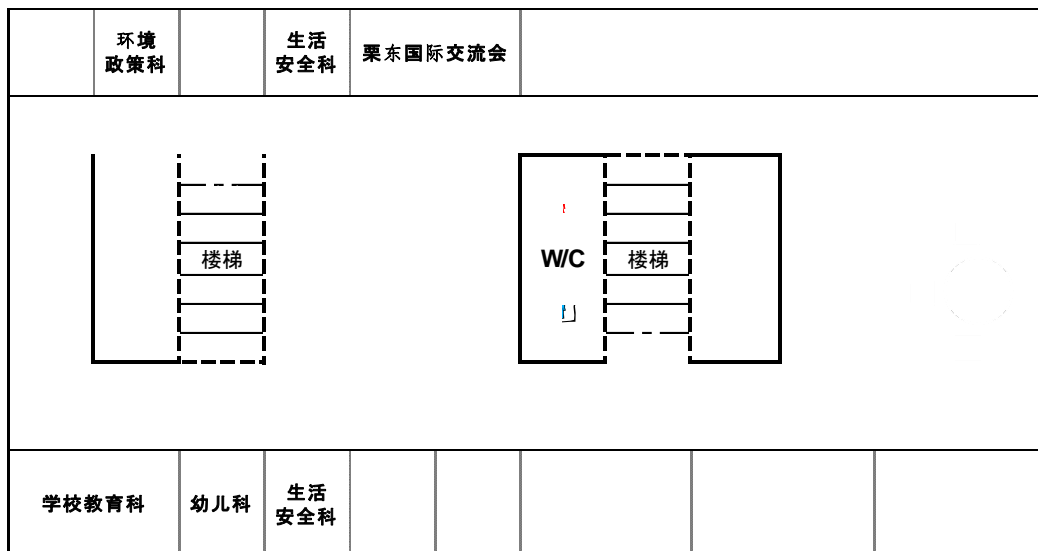 环境
政策科
生活
安全科
栗东国际交流会
楼梯
W/C
楼梯
学校教育科
幼儿科
生活
安全科